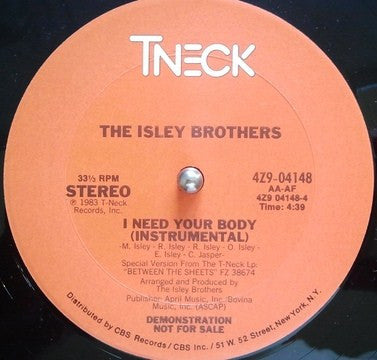 TNECK
THE ISLEY BROTHERS
33⅓ RPM
STEREO
℗ 1983 T-Neck
Records, Inc.
4Z9-04148
AA-AF
4Z9 04148-4
Time: 4:39
I NEED YOUR BODY
(INSTRUMENTAL)
-M. Isley - R. Isley - R. Isley - O. Isley -
E. Isley - C. Jasper-
Special Version From The T-Neck Lp:
"BETWEEN THE SHEETS" FZ 38674
Arranged and Produced by
The Isley Brothers
Publisher: April Music, Inc./Bovina
Music, Inc. (ASCAP)
DEMONSTRATION
NOT FOR SALE
Distributed by CBS Records / CBS Inc. / 51 W. 52 Street, New York, N.Y.